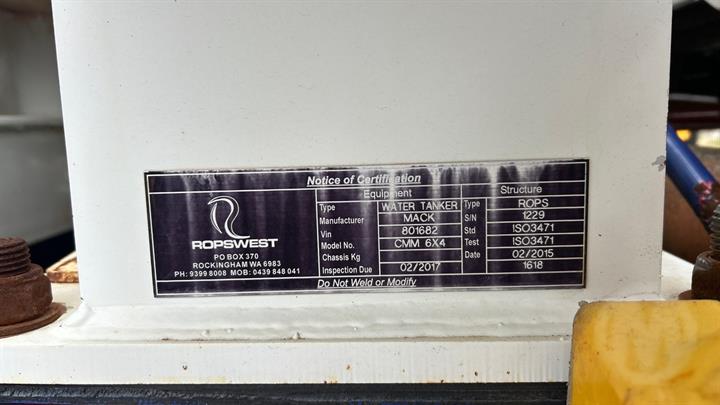 Notice of Certification
ROPSWEST
PO BOX 370
ROCKINGHAM WA 6983
PH: 9399 8008 MOB: 0439 848 041
Equipment
Type WATER TANKER
Manufacturer MACK
Vin 801682
Model No. CMM 6X4
Chassis Kg
Inspection Due 02/2017
Structure
Type ROPS
S/N 1229
Std ISO3471
Test ISO3471
Date 02/2015
1618
Do Not Weld or Modify